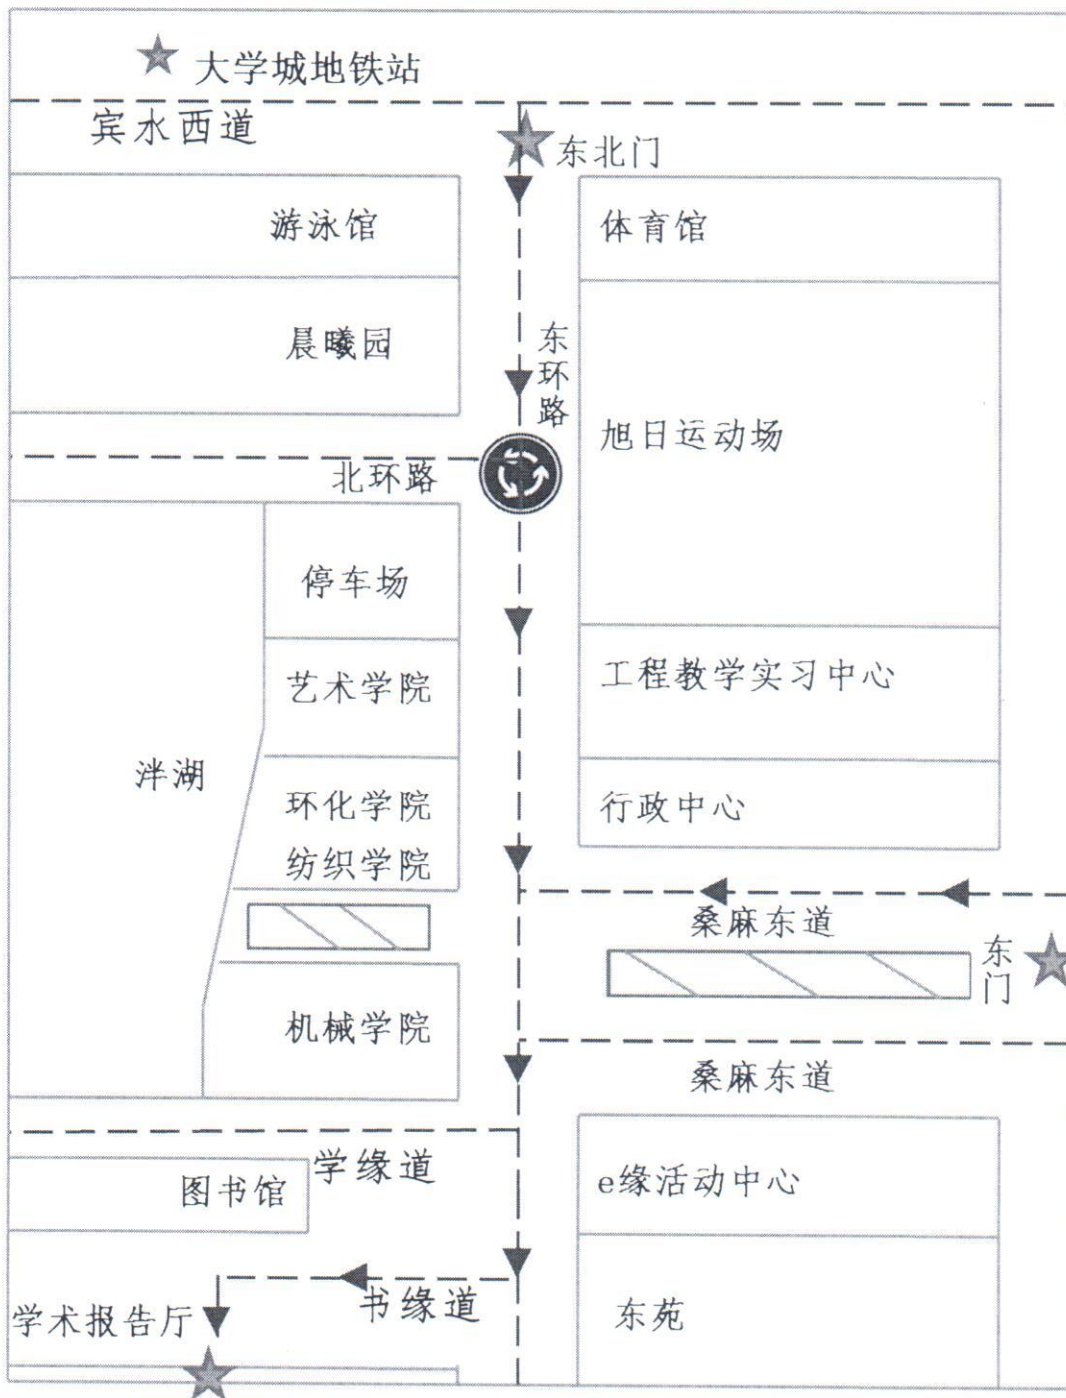 大学城地铁站
宾水西道
东北门
游泳馆
体育馆
晨曦园
东环路
旭日运动场
北环路
停车场
艺术学院
工程教学实习中心
泮湖
环化学院
行政中心
纺织学院
桑麻东道
东门
机械学院
桑麻东道
学缘道
图书馆
e缘活动中心
书缘道
学术报告厅
东苑